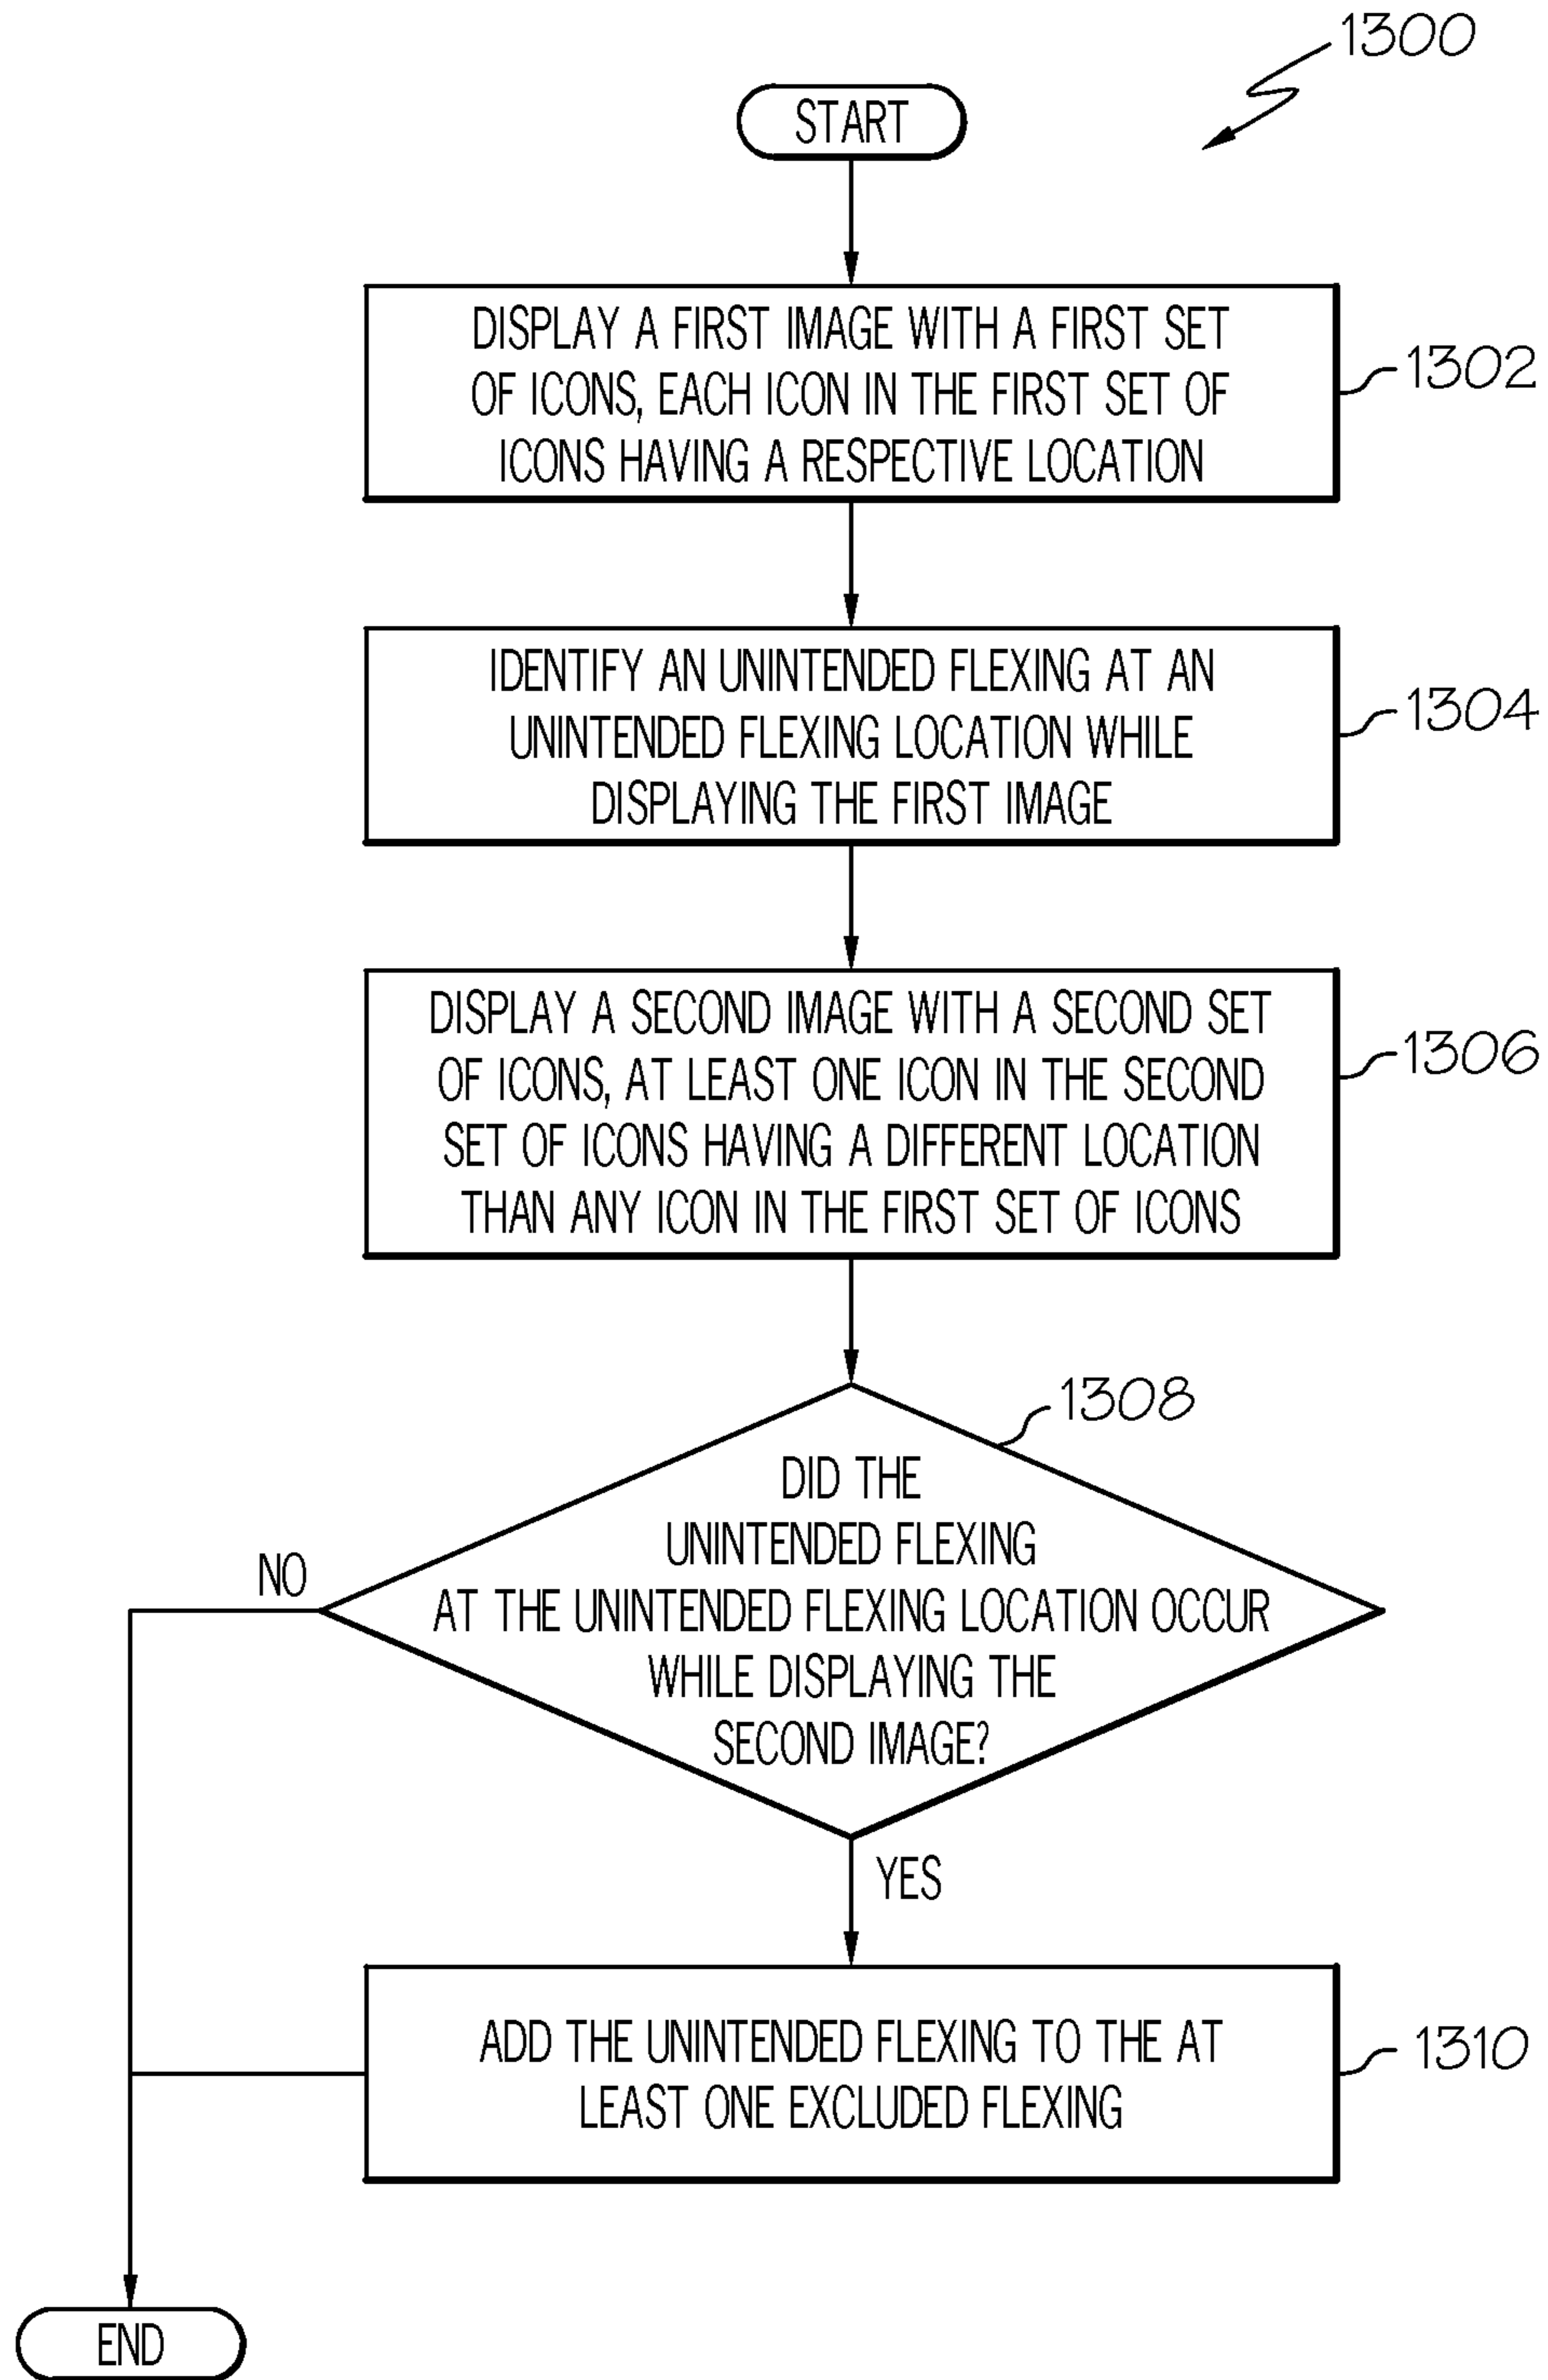 1300
START
DISPLAY A FIRST IMAGE WITH A FIRST SET
OF ICONS, EACH ICON IN THE FIRST SET OF
ICONS HAVING A RESPECTIVE LOCATION
1302
IDENTIFY AN UNINTENDED FLEXING AT AN
UNINTENDED FLEXING LOCATION WHILE
DISPLAYING THE FIRST IMAGE
1304
DISPLAY A SECOND IMAGE WITH A SECOND SET
OF ICONS, AT LEAST ONE ICON IN THE SECOND
SET OF ICONS HAVING A DIFFERENT LOCATION
THAN ANY ICON IN THE FIRST SET OF ICONS
1306
1308
DID THE
UNINTENDED FLEXING
AT THE UNINTENDED FLEXING LOCATION OCCUR
WHILE DISPLAYING THE
SECOND IMAGE?
NO
YES
ADD THE UNINTENDED FLEXING TO THE AT
LEAST ONE EXCLUDED FLEXING
1310
END